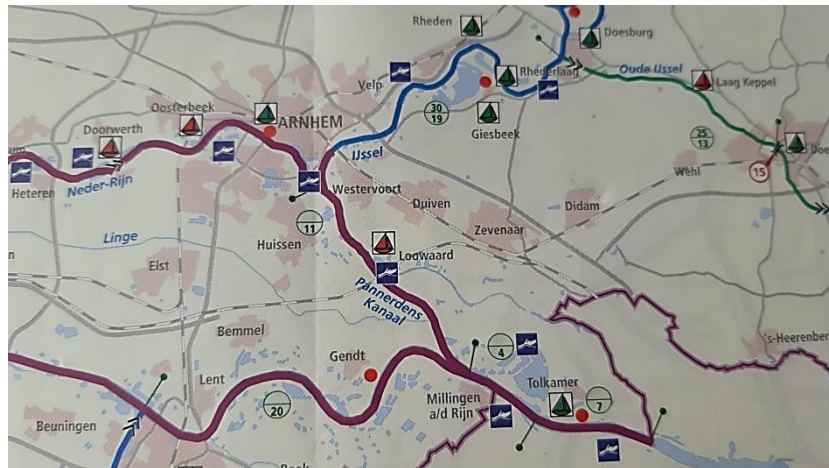 Rheden
Doesburg
Velp
Rhederlaag
Oude IJssel
Laag Keppel
Oosterbeek
ARNHEM
30
19
Giesbeek
25
13
Doorwerth
IJssel
15
Wehl
Heteren
Neder-Rijn
Westervoort
Duiven
Didam
Linge
11
Huissen
Zevenaar
Elst
Loowaard
Pannerdens
Kanaal
Bemmel
4
's-Heerenber
Gendt
Lent
Tolkamer
Millingen
a/d Rijn
7
20
Beuningen